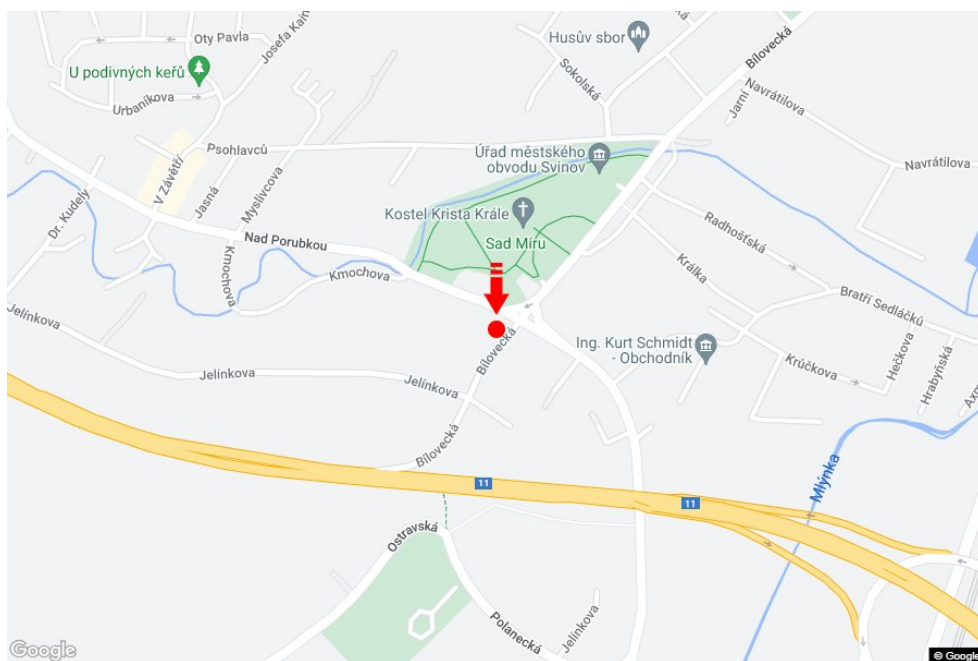 Oty Pavla
Josefa Kain
Husův sbor
Bílovecká
U podivných keřů
Sokolská
Navrátilova
Urbaníkova
Jarní
Psohlavců
Úřad městského
obvodu Svinov
Navrátilova
V Závětří
Jasná
Myslivcova
Dr. Kudely
Kostel Krista Krále
Sad Míru
Radhošťská
Nad Porubkou
Kmochova
Kmochova
Králka
Bratří Sedláčků
Jelínkova
Bílovecká
Ing. Kurt Schmidt
- Obchodník
Krůčkova
Hečkova
Hrabyňská
Axm
Jelínkova
Jelínkova
Bílovecká
Mlýnka
11
11
Ostravská
Jelínkova
Polanecká
Google
© Google